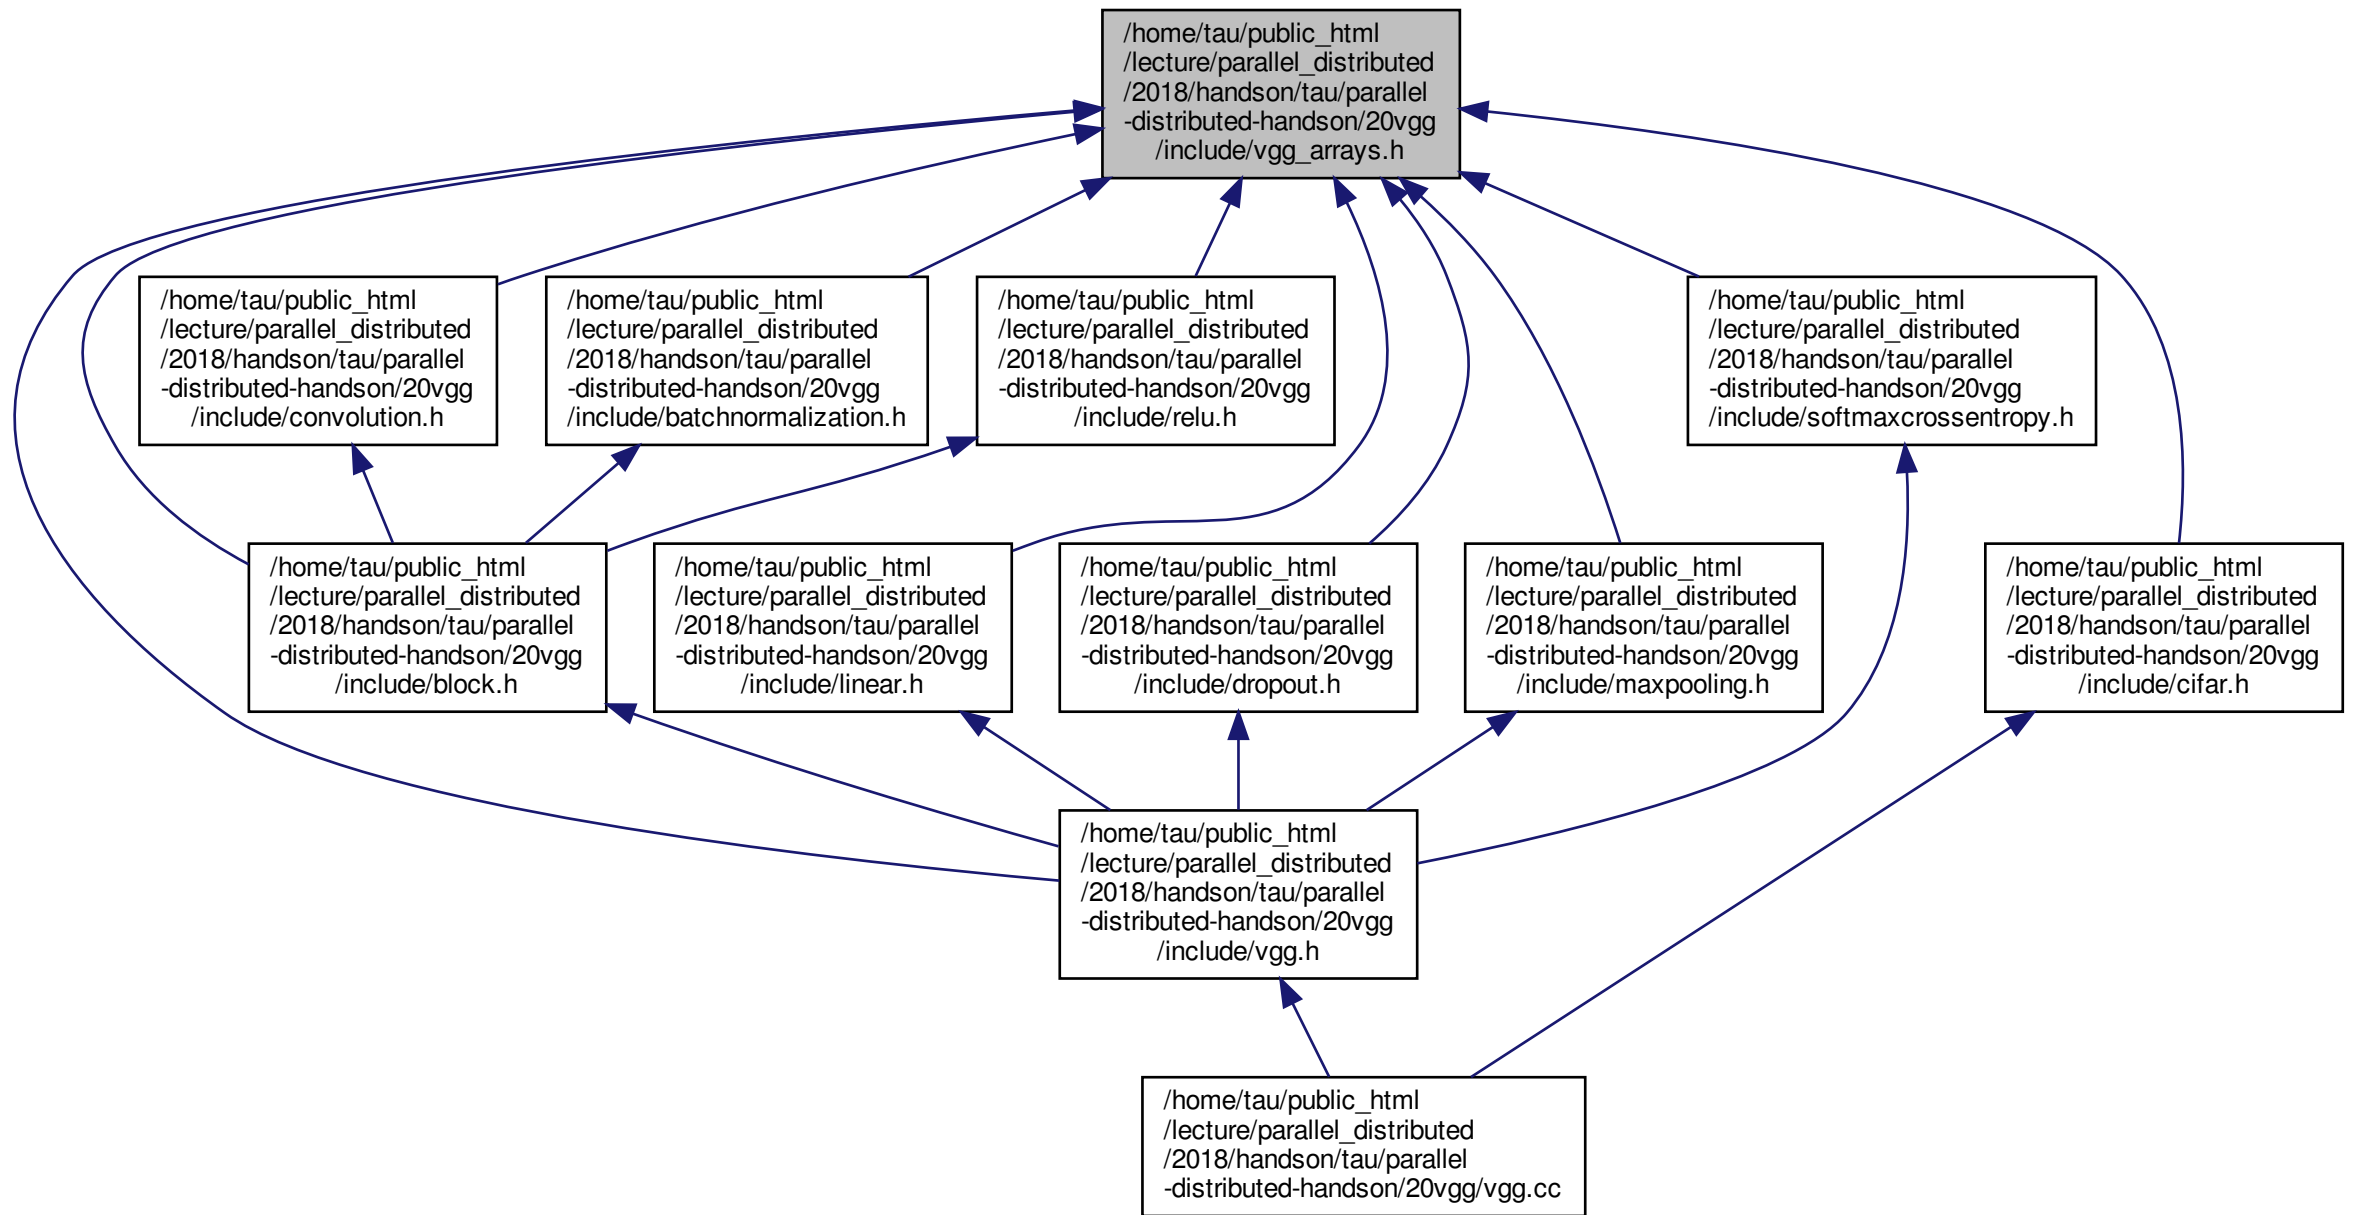 /home/tau/public_html
/lecture/parallel_distributed
/2018/handson/tau/parallel
-distributed-handson/20vgg
/include/vgg_arrays.h
/home/tau/public_html
/lecture/parallel_distributed
/2018/handson/tau/parallel
-distributed-handson/20vgg
/include/convolution.h
/home/tau/public_html
/lecture/parallel_distributed
/2018/handson/tau/parallel
-distributed-handson/20vgg
/include/batchnormalization.h
/home/tau/public_html
/lecture/parallel_distributed
/2018/handson/tau/parallel
-distributed-handson/20vgg
/include/relu.h
/home/tau/public_html
/lecture/parallel_distributed
/2018/handson/tau/parallel
-distributed-handson/20vgg
/include/softmaxcrossentropy.h
/home/tau/public_html
/lecture/parallel_distributed
/2018/handson/tau/parallel
-distributed-handson/20vgg
/include/block.h
/home/tau/public_html
/lecture/parallel_distributed
/2018/handson/tau/parallel
-distributed-handson/20vgg
/include/linear.h
/home/tau/public_html
/lecture/parallel_distributed
/2018/handson/tau/parallel
-distributed-handson/20vgg
/include/dropout.h
/home/tau/public_html
/lecture/parallel_distributed
/2018/handson/tau/parallel
-distributed-handson/20vgg
/include/maxpooling.h
/home/tau/public_html
/lecture/parallel_distributed
/2018/handson/tau/parallel
-distributed-handson/20vgg
/include/cifar.h
/home/tau/public_html
/lecture/parallel_distributed
/2018/handson/tau/parallel
-distributed-handson/20vgg
/include/vgg.h
/home/tau/public_html
/lecture/parallel_distributed
/2018/handson/tau/parallel
-distributed-handson/20vgg/vgg.cc